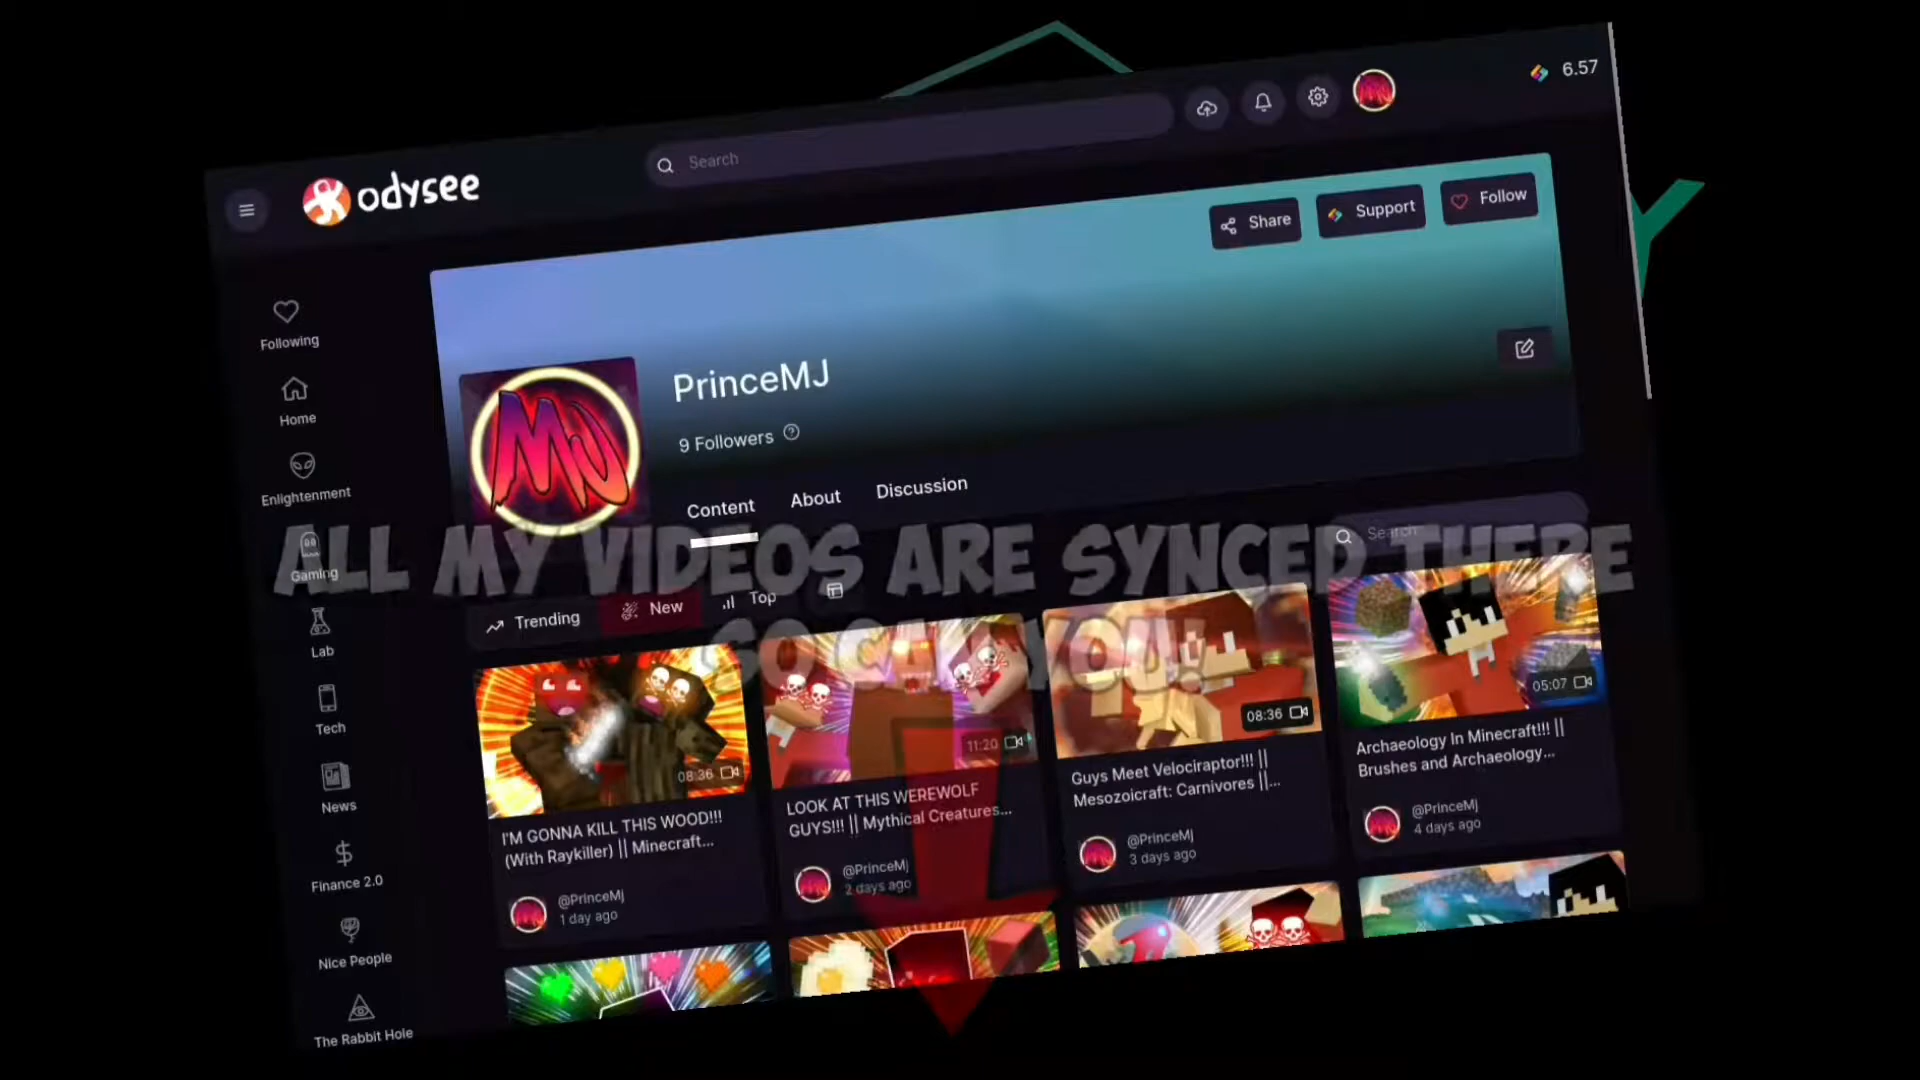 6.57
odysee
Search
Share
Support
Follow
Following
Home
Enlightenment
Gaming
Lab
Tech
News
Finance 2.0
Nice People
The Rabbit Hole
MJ
PrinceMJ
9 Followers
Content
About
Discussion
Search
ALL MY VIDEOS ARE SYNCED THERE
SO CAN YOU!
Trending
New
Top
08:36
I'M GONNA KILL THIS WOOD!!!
(With Raykiller) || Minecraft...
@PrinceMj
1 day ago
11:20
LOOK AT THIS WEREWOLF
GUYS!!! || Mythical Creatures...
@PrinceMj
2 days ago
08:36
Guys Meet Velociraptor!!! ||
Mesozoicraft: Carnivores ||...
@PrinceMj
3 days ago
05:07
Archaeology In Minecraft!!! ||
Brushes and Archaeology...
@PrinceMj
4 days ago